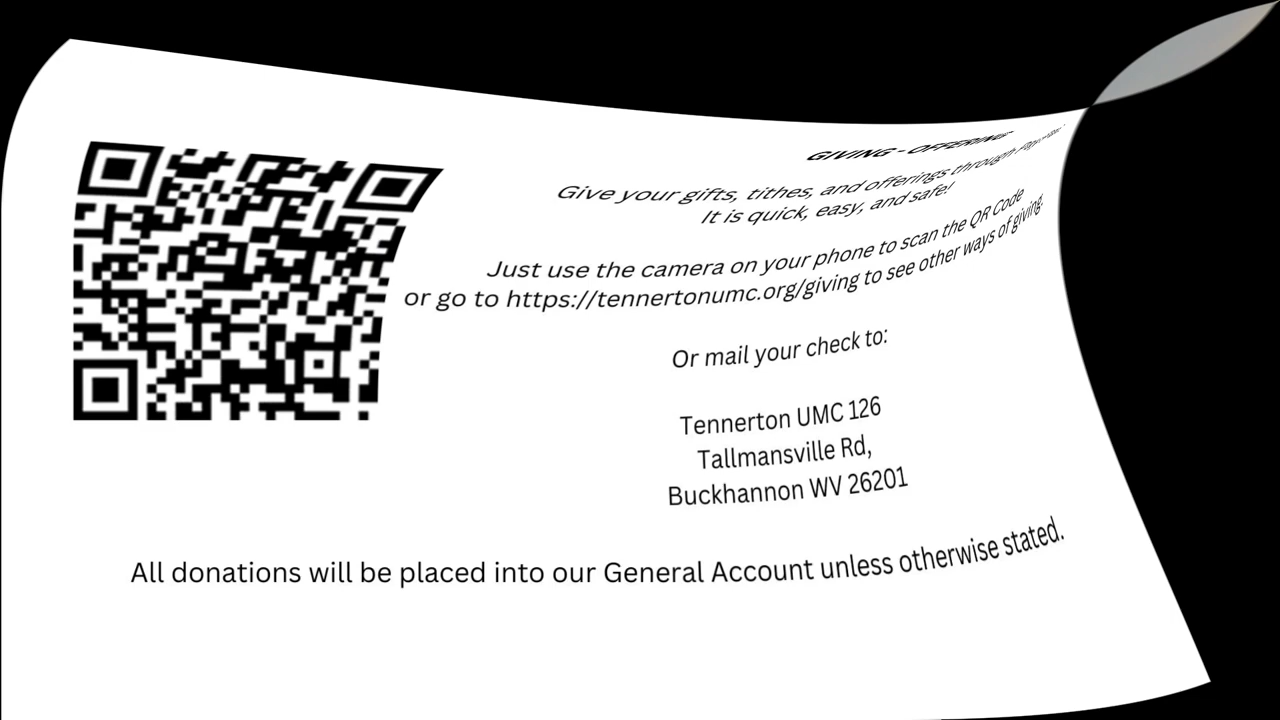 GIVING - OFFERING
Give your gifts, tithes, and offerings through
It is quick, easy, and safe!
Just use the camera on your phone to scan the QR Code
or go to https://tennertonumc.org/giving to see other ways of giving.
Or mail your check to:
Tennerton UMC 126
Tallmansville Rd,
Buckhannon WV 26201
All donations will be placed into our General Account unless otherwise stated.